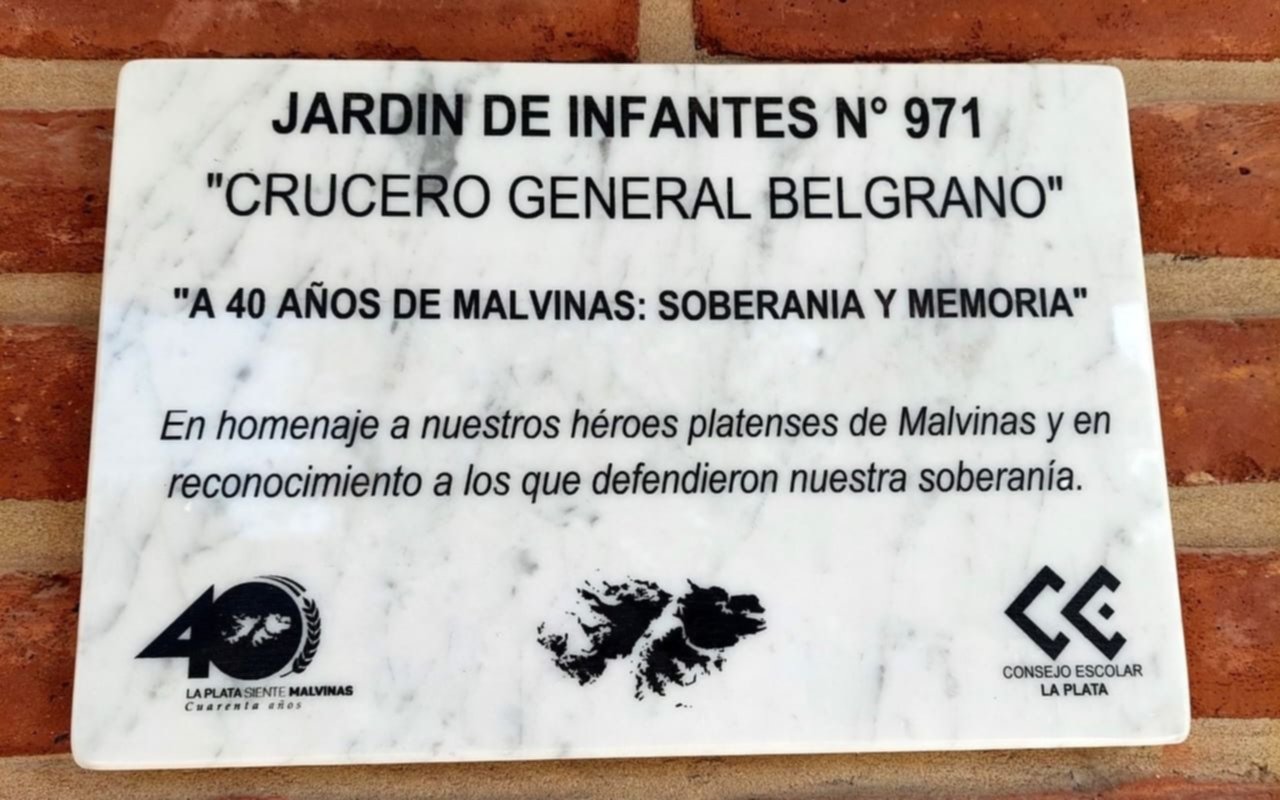 JARDIN DE INFANTES N° 971
"CRUCERO GENERAL BELGRANO"
"A 40 AÑOS DE MALVINAS: SOBERANIA Y MEMORIA"
En homenaje a nuestros héroes platenses de Malvinas y en
reconocimiento a los que defendieron nuestra soberanía.
40
LA PLATA SIENTE MALVINAS
Cuarenta años
CE
CONSEJO ESCOLAR
LA PLATA